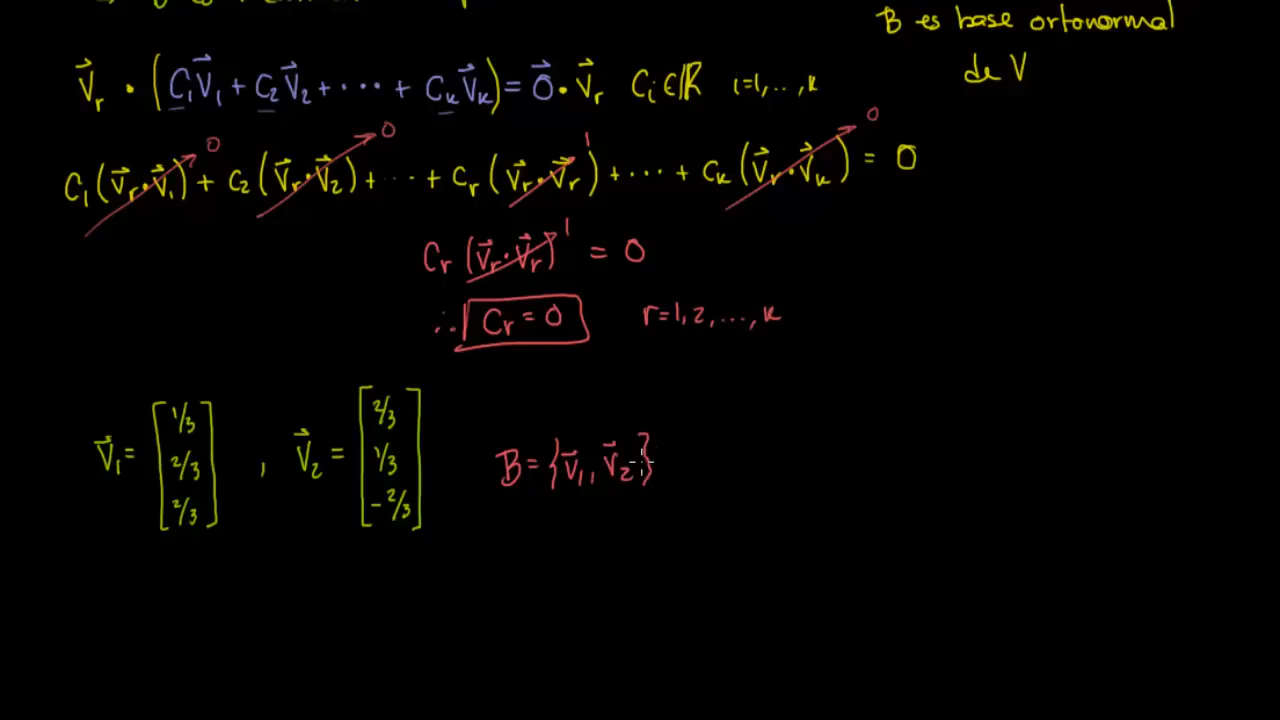 B es base ortonormal
de V
V⃗r · (C₁V⃗₁ + C₂V⃗₂ + ··· + CₖV⃗ₖ) = 0⃗ · V⃗r Cᵢ∈ℝ i=1,..,k
C₁(V⃗r·V⃗₁)⁰ + C₂(V⃗r·V⃗₂)⁰ + ··· + Cr(V⃗r·V⃗r)¹ + ··· + Cₖ(V⃗r·V⃗ₖ)⁰ = 0
Cr(V⃗r·V⃗r)¹ = 0
∴ Cr = 0 r=1,2,...,k
V⃗₁ = [1/3 2/3 2/3] , V⃗₂ = [2/3 1/3 -2/3] B = {V⃗₁, V⃗₂}